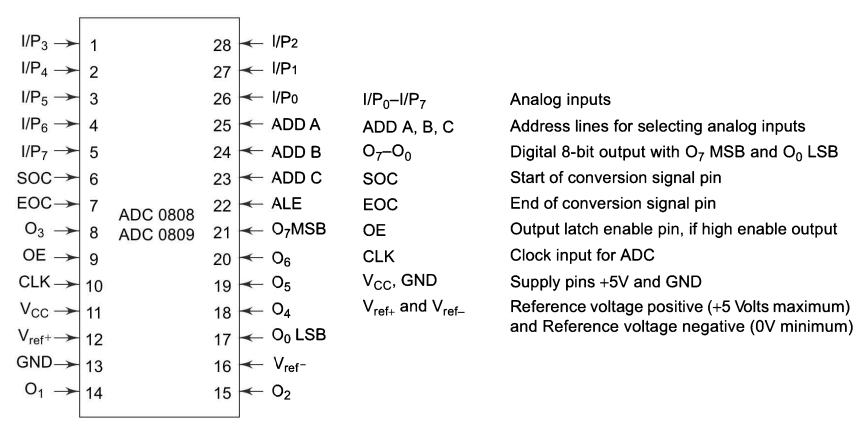 I/P3 1 28 I/P2
I/P4 2 27 I/P1
I/P5 3 26 I/P0 I/P0–I/P7 Analog inputs
I/P6 4 25 ADD A ADD A, B, C Address lines for selecting analog inputs
I/P7 5 24 ADD B O7–O0 Digital 8-bit output with O7 MSB and O0 LSB
SOC 6 23 ADD C SOC Start of conversion signal pin
EOC 7 22 ALE EOC End of conversion signal pin
ADC 0808
O3 8 21 O7MSB OE Output latch enable pin, if high enable output
ADC 0809
OE 9 20 O6 CLK Clock input for ADC
CLK 10 19 O5 VCC, GND Supply pins +5V and GND
VCC 11 18 O4 Vref+ and Vref– Reference voltage positive (+5 Volts maximum)
and Reference voltage negative (0V minimum)
Vref+ 12 17 O0 LSB
GND 13 16 Vref–
O1 14 15 O2